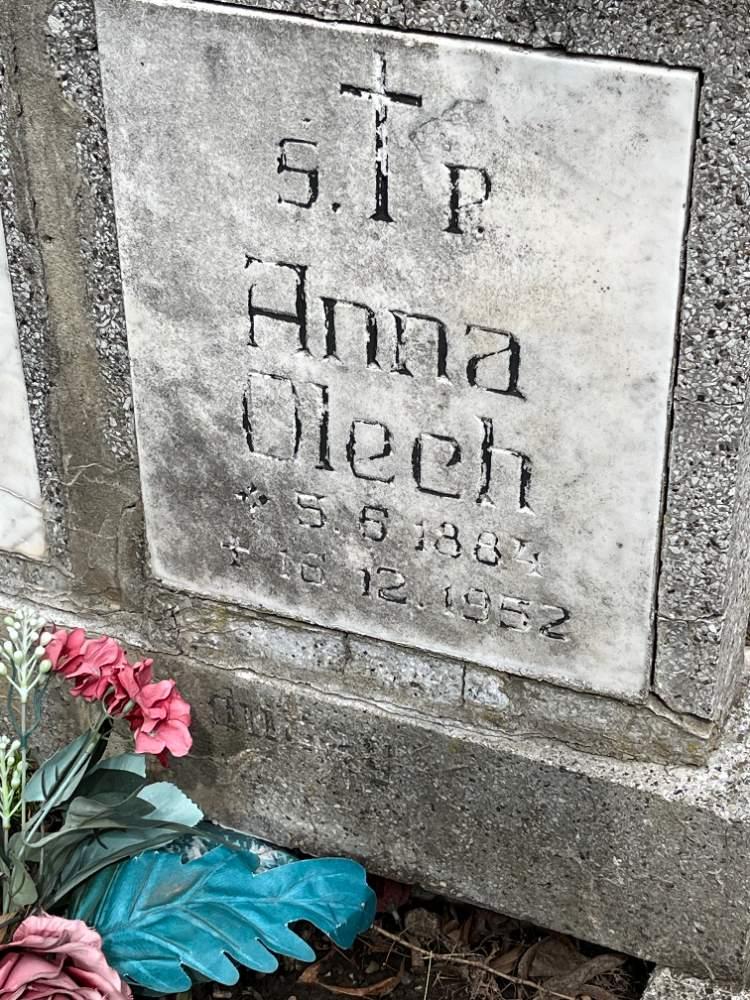 Ś. P.
Anna
Olech
5.6 1884
16.12.1952